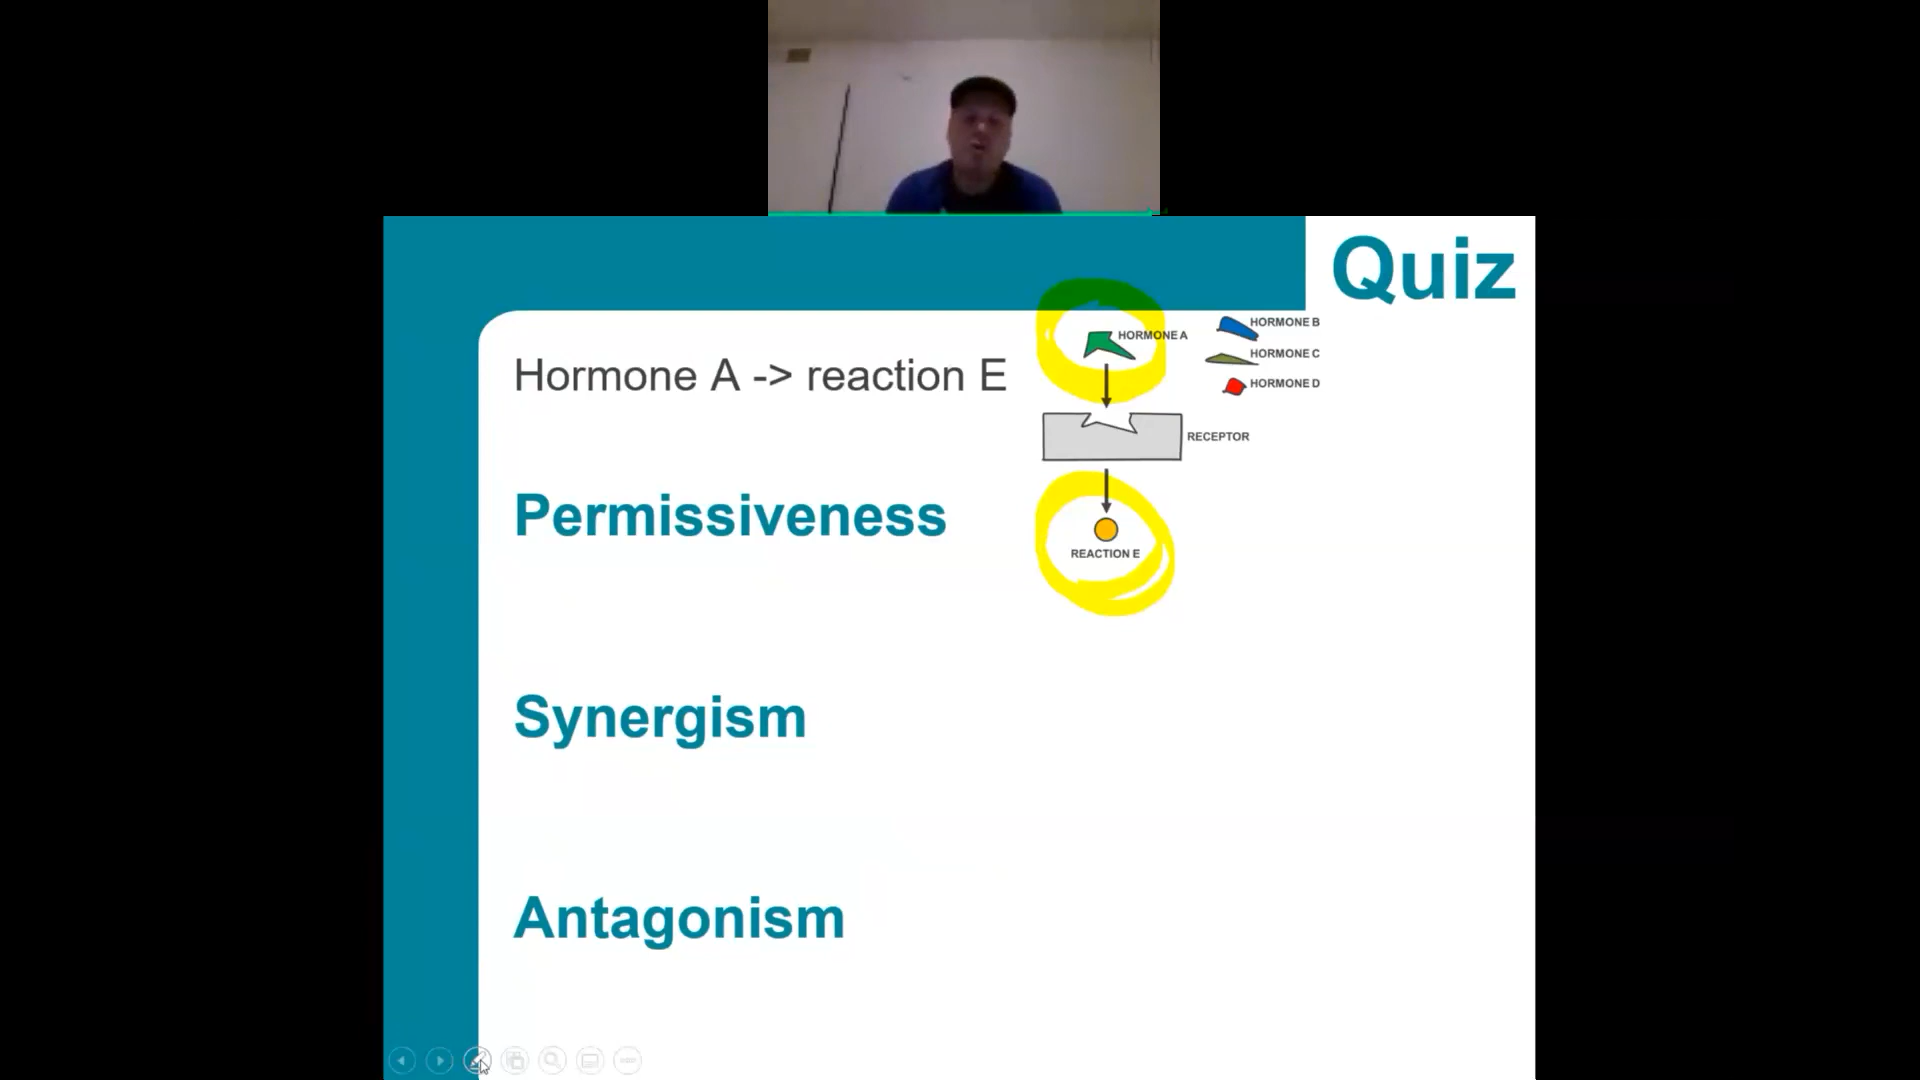 Quiz
Hormone A -> reaction E
HORMONE A
HORMONE B
HORMONE C
HORMONE D
RECEPTOR
REACTION E
Permissiveness
Synergism
Antagonism